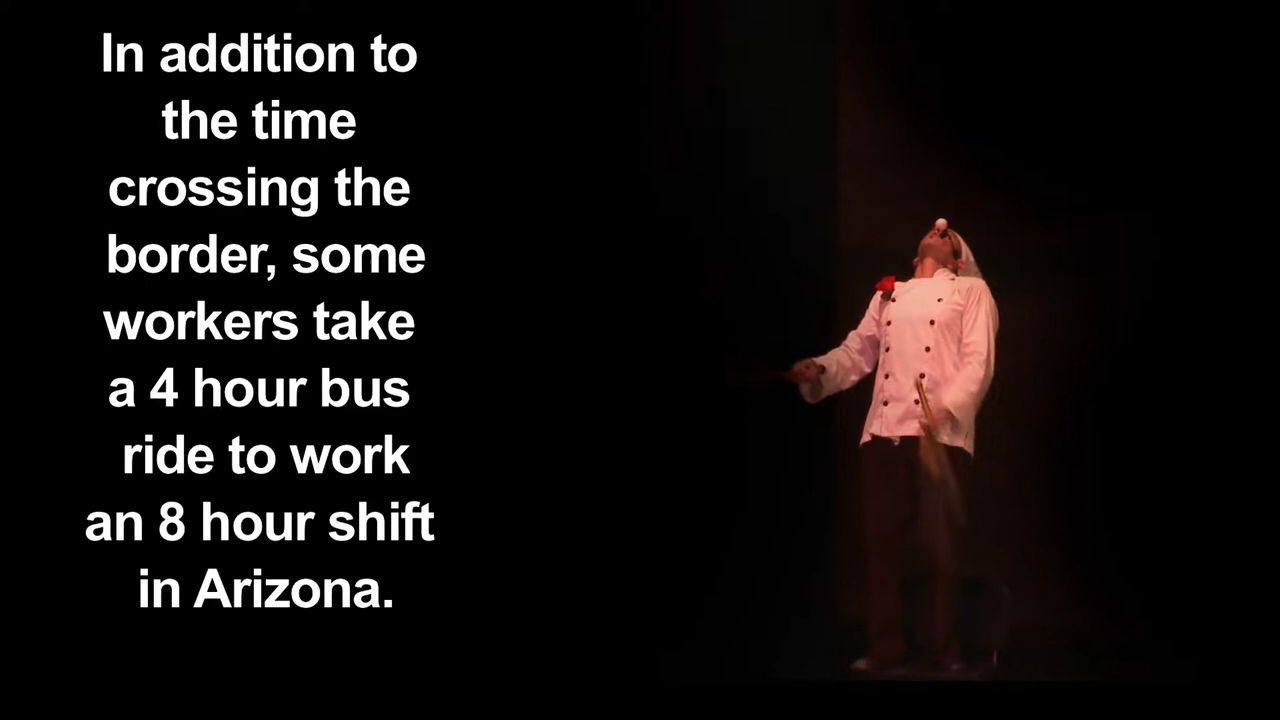 In addition to
the time
crossing the
border, some
workers take
a 4 hour bus
ride to work
an 8 hour shift
in Arizona.